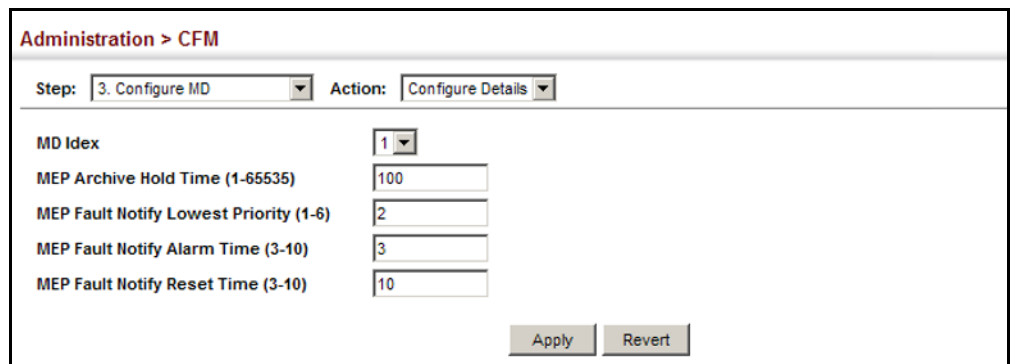 Administration > CFM
Step: 3. Configure MD Action: Configure Details
MD Idex 1
MEP Archive Hold Time (1-65535) 100
MEP Fault Notify Lowest Priority (1-6) 2
MEP Fault Notify Alarm Time (3-10) 3
MEP Fault Notify Reset Time (3-10) 10
Apply Revert